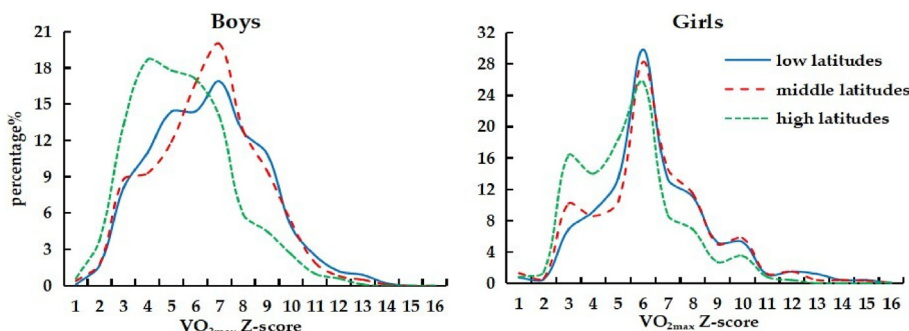 Boys
percentage%
21
18
15
12
9
6
3
0
1 2 3 4 5 6 7 8 9 10 11 12 13 14 15 16
VO2max Z-score
Girls
32
28
24
20
16
12
8
4
0
1 2 3 4 5 6 7 8 9 10 11 12 13 14 15 16
VO2max Z-score
low latitudes
middle latitudes
high latitudes